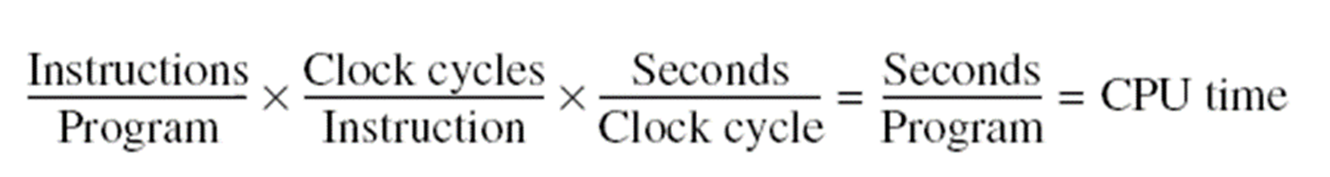 Instructions × Clock cycles × Seconds = Seconds = CPU time
Program Instruction Clock cycle Program